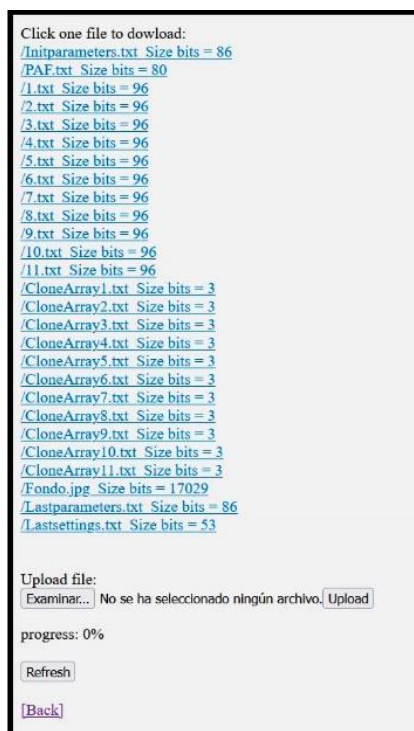 Click one file to dowload:
/Initparameters.txt Size bits = 86
/PAF.txt Size bits = 80
/1.txt Size bits = 96
/2.txt Size bits = 96
/3.txt Size bits = 96
/4.txt Size bits = 96
/5.txt Size bits = 96
/6.txt Size bits = 96
/7.txt Size bits = 96
/8.txt Size bits = 96
/9.txt Size bits = 96
/10.txt Size bits = 96
/11.txt Size bits = 96
/CloneArray1.txt Size bits = 3
/CloneArray2.txt Size bits = 3
/CloneArray3.txt Size bits = 3
/CloneArray4.txt Size bits = 3
/CloneArray5.txt Size bits = 3
/CloneArray6.txt Size bits = 3
/CloneArray7.txt Size bits = 3
/CloneArray8.txt Size bits = 3
/CloneArray9.txt Size bits = 3
/CloneArray10.txt Size bits = 3
/CloneArray11.txt Size bits = 3
/Fondo.jpg Size bits = 17029
/Lastparameters.txt Size bits = 86
/Lastsettings.txt Size bits = 53
Upload file:
Examinar... No se ha seleccionado ningún archivo. Upload
progress: 0%
Refresh
[Back]